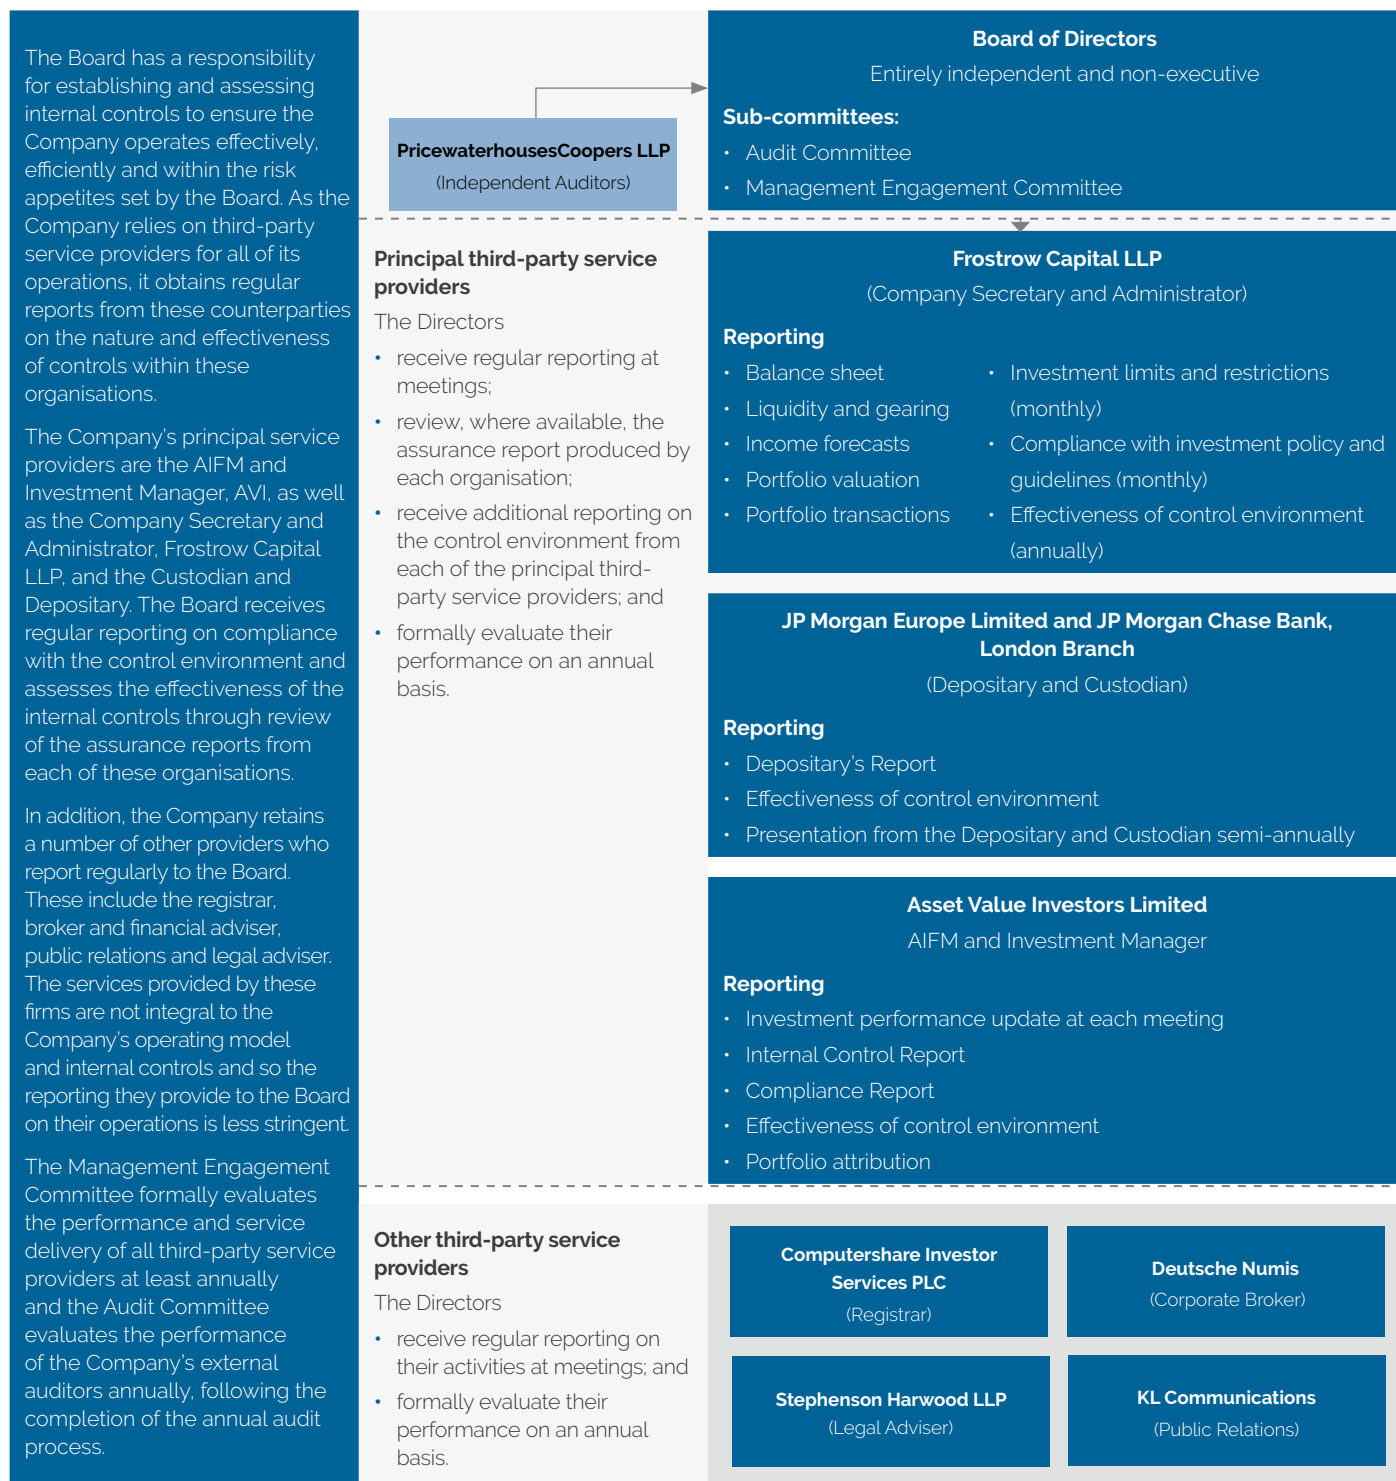 The Board has a responsibility
for establishing and assessing
internal controls to ensure the
Company operates effectively,
efficiently and within the risk
appetites set by the Board. As the
Company relies on third-party
service providers for all of its
operations, it obtains regular
reports from these counterparties
on the nature and effectiveness
of controls within these
organisations.
The Company's principal service
providers are the AIFM and
Investment Manager, AVI, as well
as the Company Secretary and
Administrator, Frostrow Capital
LLP, and the Custodian and
Depositary. The Board receives
regular reporting on compliance
with the control environment and
assesses the effectiveness of the
internal controls through review
of the assurance reports from
each of these organisations.
In addition, the Company retains
a number of other providers who
report regularly to the Board.
These include the registrar,
broker and financial adviser,
public relations and legal adviser.
The services provided by these
firms are not integral to the
Company's operating model
and internal controls and so the
reporting they provide to the Board
on their operations is less stringent.
The Management Engagement
Committee formally evaluates
the performance and service
delivery of all third-party service
providers at least annually
and the Audit Committee
evaluates the performance
of the Company's external
auditors annually, following the
completion of the annual audit
process.
PricewaterhousesCoopers LLP
(Independent Auditors)
Board of Directors
Entirely independent and non-executive
Sub-committees:
• Audit Committee
• Management Engagement Committee
Principal third-party service
providers
The Directors
• receive regular reporting at
meetings;
• review, where available, the
assurance report produced by
each organisation;
• receive additional reporting on
the control environment from
each of the principal third-
party service providers; and
• formally evaluate their
performance on an annual
basis.
Frostrow Capital LLP
(Company Secretary and Administrator)
Reporting
• Balance sheet
• Liquidity and gearing
• Income forecasts
• Portfolio valuation
• Portfolio transactions
• Investment limits and restrictions
(monthly)
• Compliance with investment policy and
guidelines (monthly)
• Effectiveness of control environment
(annually)
JP Morgan Europe Limited and JP Morgan Chase Bank,
London Branch
(Depositary and Custodian)
Reporting
• Depositary's Report
• Effectiveness of control environment
• Presentation from the Depositary and Custodian semi-annually
Asset Value Investors Limited
AIFM and Investment Manager
Reporting
• Investment performance update at each meeting
• Internal Control Report
• Compliance Report
• Effectiveness of control environment
• Portfolio attribution
Other third-party service
providers
The Directors
• receive regular reporting on
their activities at meetings; and
• formally evaluate their
performance on an annual
basis.
Computershare Investor
Services PLC
(Registrar)
Deutsche Numis
(Corporate Broker)
Stephenson Harwood LLP
(Legal Adviser)
KL Communications
(Public Relations)